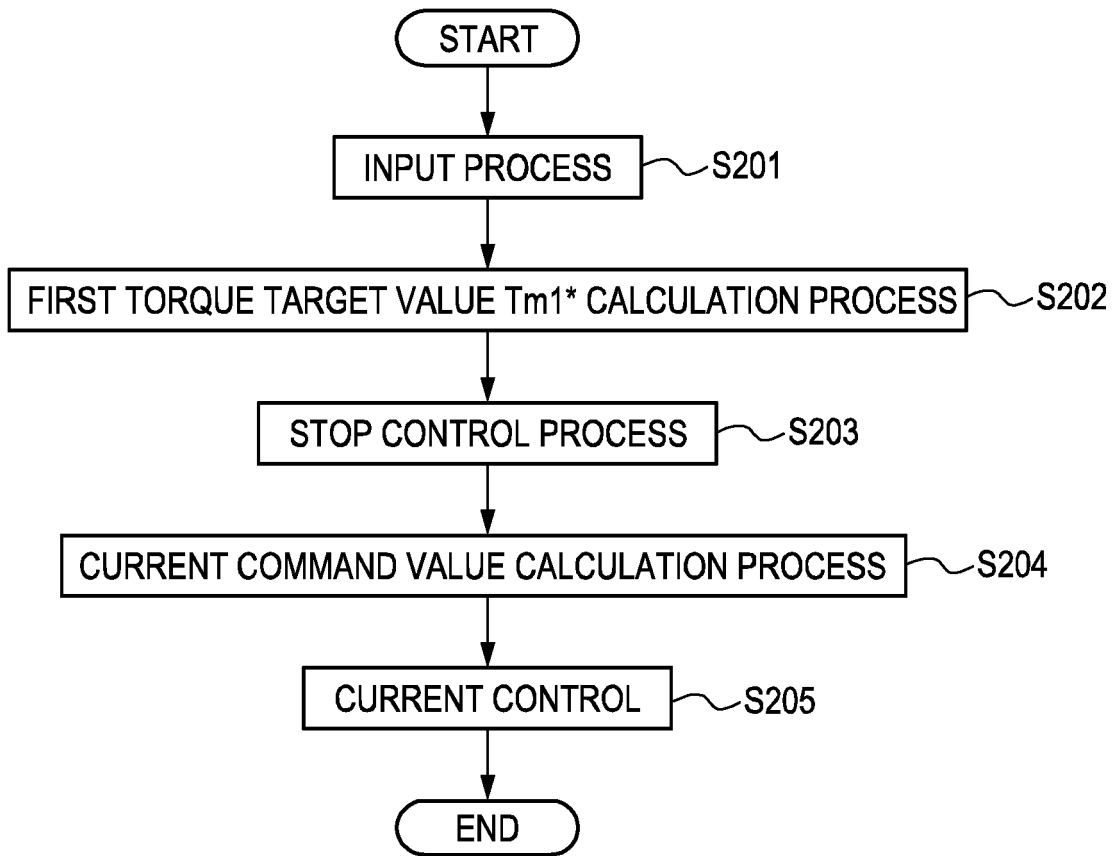 START
INPUT PROCESS
S201
FIRST TORQUE TARGET VALUE Tm1* CALCULATION PROCESS
S202
STOP CONTROL PROCESS
S203
CURRENT COMMAND VALUE CALCULATION PROCESS
S204
CURRENT CONTROL
S205
END